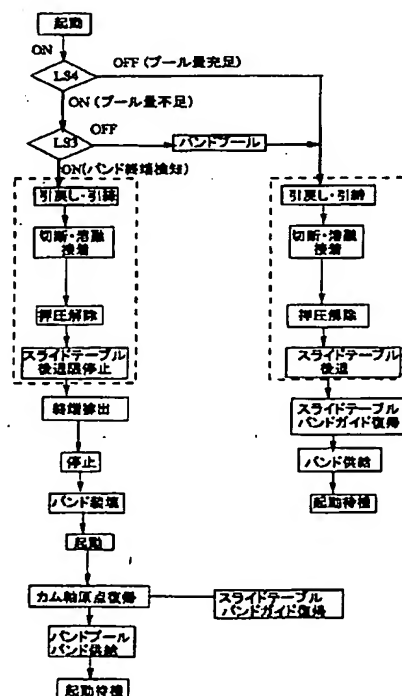 起動
ON
LS4
OFF(プール量充足)
ON(プール量不足)
LS3
OFF
バンドプール
ON(バンド終端検知)
引戻し・引締
切断・溶融
接着
押圧解除
スライドテーブル
後退限停止
終端排出
停止
バンド装填
起動
カム軸原点復帰
スライドテーブル
バンドガイド復帰
バンドプール
バンド供給
起動待機
引戻し・引締
切断・溶融
接着
押圧解除
スライドテーブル
後退
スライドテーブル
バンドガイド復帰
バンド供給
起動待機